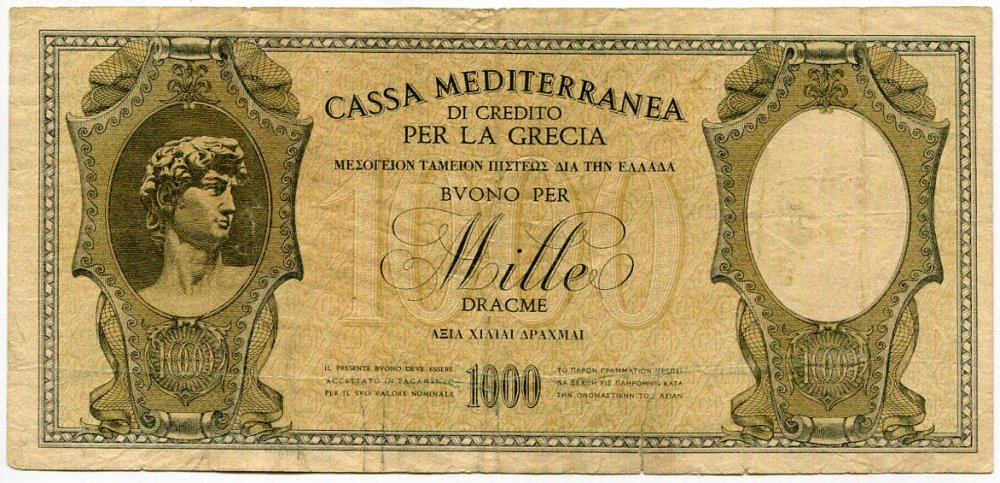 CASSA MEDITERRANEA
DI CREDITO
PER LA GRECIA
ΜΕΣΟΓΕΙΟΝ ΤΑΜΕΙΟΝ ΠΙΣΤΕΩΣ ΔΙΑ ΤΗΝ ΕΛΛΑΔΑ
BVONO PER
1000
Mille
DRACME
ΑΞΙΑ ΧΙΛΙΑΙ ΔΡΑΧΜΑΙ
IL PRESENTE BVONO DEVE ESSERE
ACCETTATO IN PAGAMENTO
PER IL SVO VALORE NOMINALE
1000
ΤΟ ΠΑΡΟΝ ΓΡΑΜΜΑΤΙΟΝ ΠΡΕΠΕΙ
ΝΑ ΔΕΧΘΗ ΕΙΣ ΠΛΗΡΩΜΗΝ ΚΑΤΑ
ΤΗΝ ΟΝΟΜΑΣΤΙΚΗΝ ΤΟΥ ΑΞΙΑΝ
1000
1000